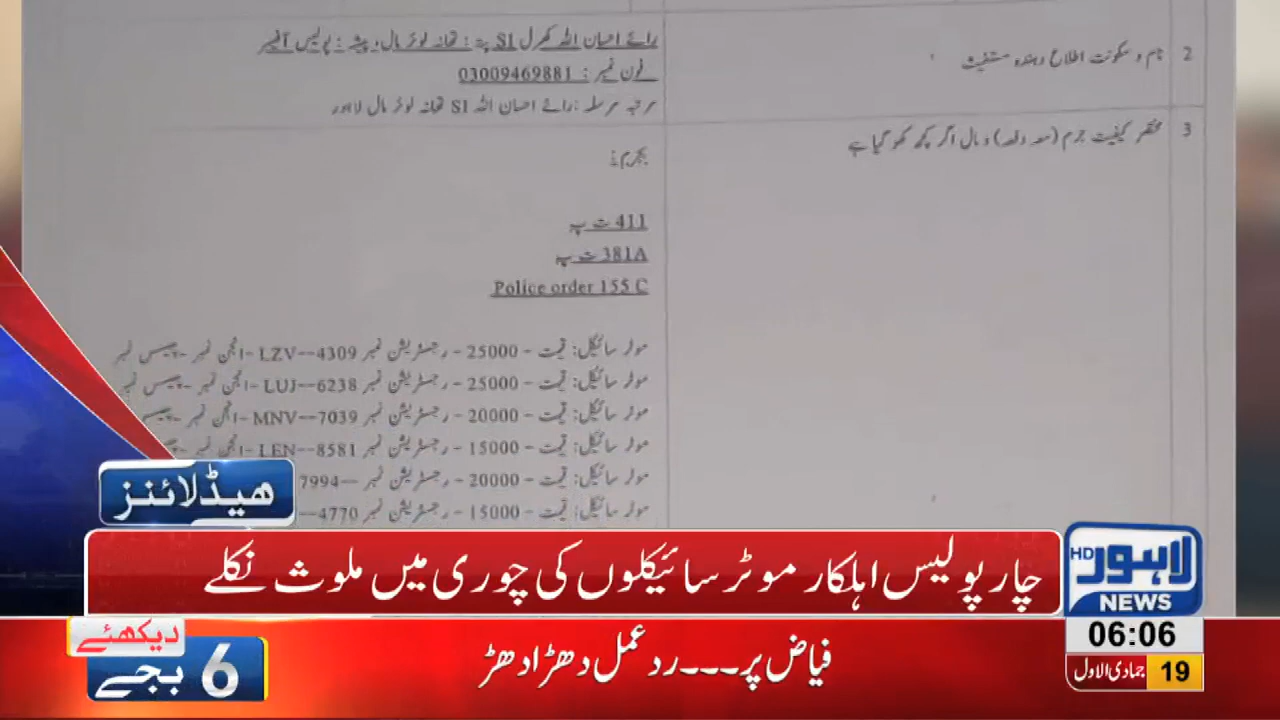 2 نام و سکونت اطلاع دہندہ مستغیث
رائے احسان اللہ کھرل SI پتہ : تھانہ لوئر مال، پیشہ : پولیس آفیسر
فون نمبر : 03009469881
مرتبہ مرسلہ : رائے احسان اللہ SI تھانہ لوئر مال لاہور
3 مختصر کیفیت جرم (معہ دفعہ) و مال اگر کچھ کھو گیا ہے
بجرم:
411 ت پ
381A ت پ
Police order 155 C
موٹر سائیکل: قیمت - 25000 - رجسٹریشن نمبر LZV--4309 -انجن نمبر -چیسس نمبر
موٹر سائیکل: قیمت - 25000 - رجسٹریشن نمبر LUJ--6238 -انجن نمبر -چیسس نمبر
موٹر سائیکل: قیمت - 20000 - رجسٹریشن نمبر MNV--7039 -انجن نمبر
موٹر سائیکل: قیمت - 15000 - رجسٹریشن نمبر LEN--8581 -انجن نمبر
موٹر سائیکل: قیمت - 20000 - رجسٹریشن نمبر --7994
موٹر سائیکل: قیمت - 15000 - رجسٹریشن نمبر --4770
ھیڈلائنز
چار پولیس اہلکار موٹر سائیکلوں کی چوری میں ملوث نکلے
لاہور HD
NEWS
06:06
19 جمادی الاول
دیکھئے
6 بجے
فیاض پر۔۔۔ردعمل دھڑا دھڑ